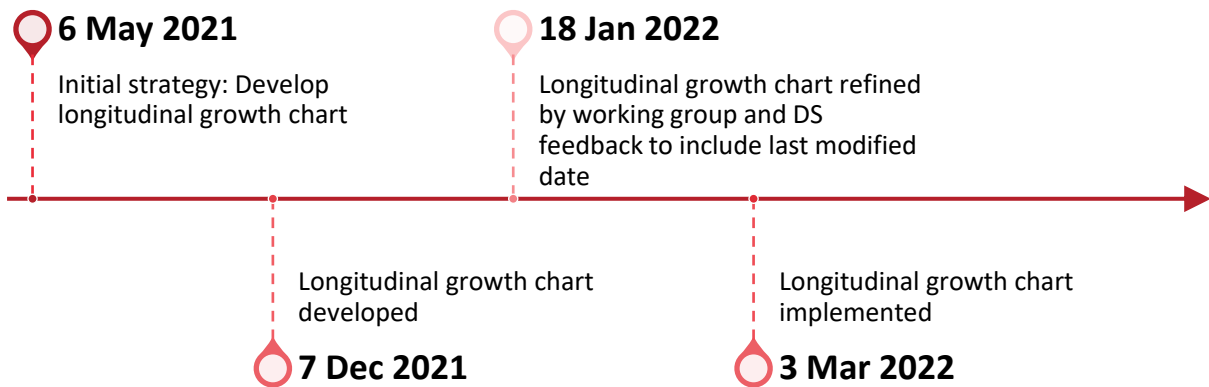 6 May 2021
Initial strategy: Develop
longitudinal growth chart
18 Jan 2022
Longitudinal growth chart refined
by working group and DS
feedback to include last modified
date
Longitudinal growth chart
developed
7 Dec 2021
Longitudinal growth chart
implemented
3 Mar 2022